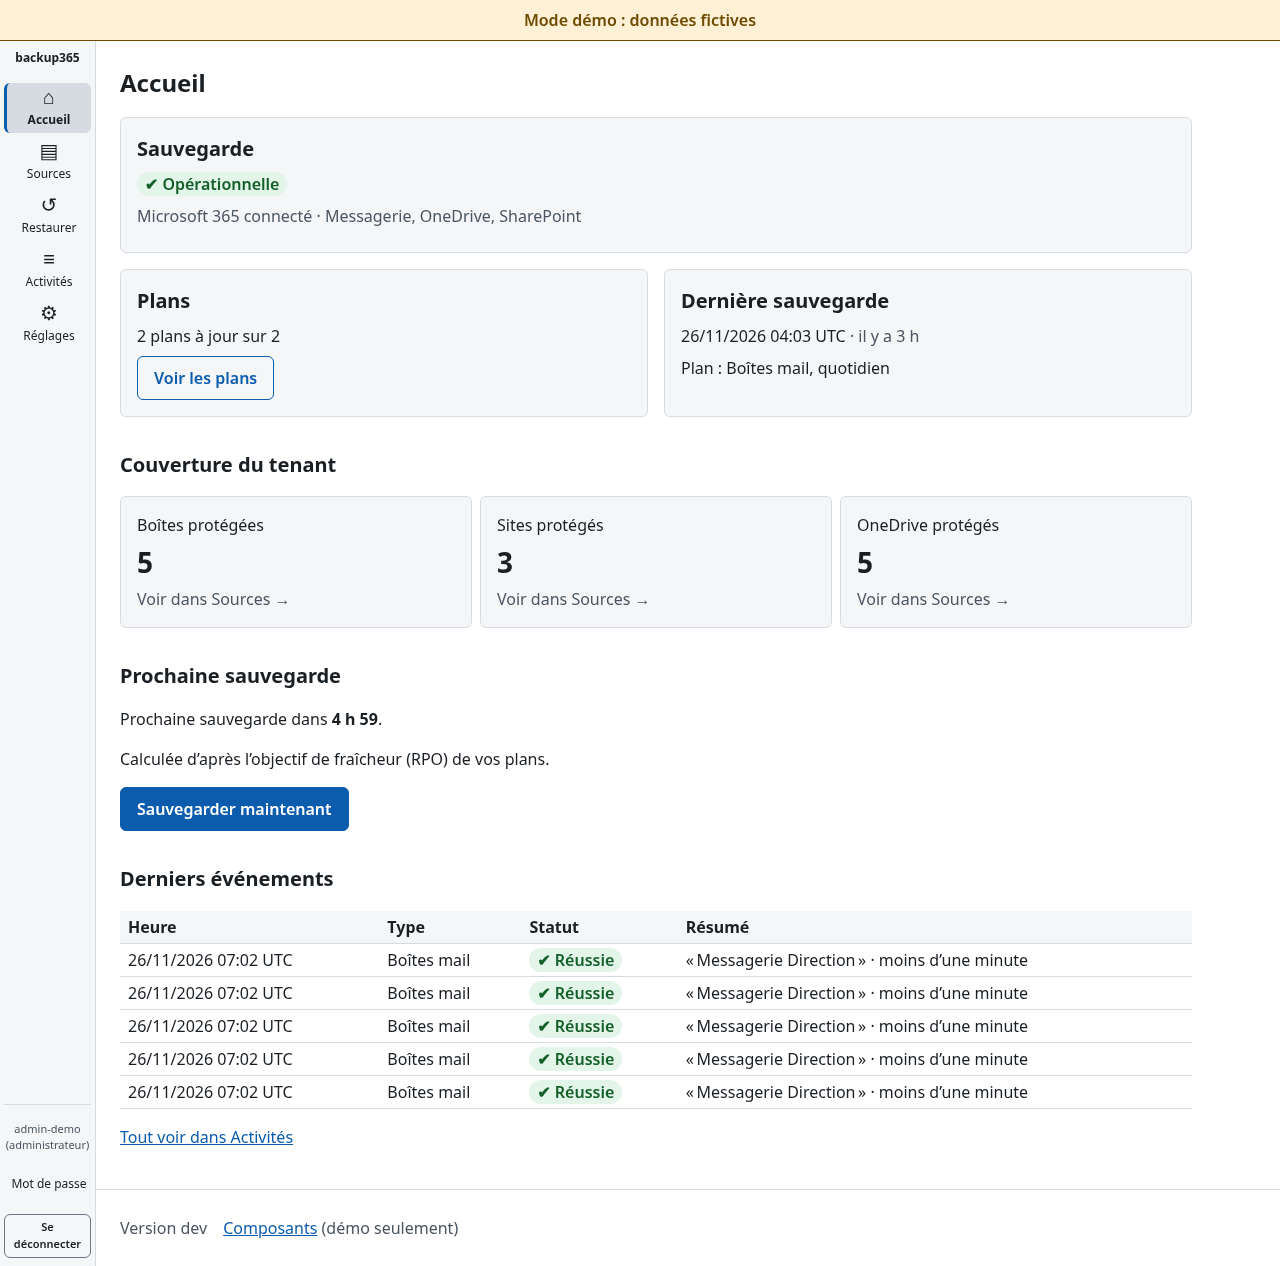 Mode démo : données fictives
backup365
Accueil
Sources
Restaurer
Activités
Réglages
admin-demo
(administrateur)
Mot de passe
Se
déconnecter
Accueil
Sauvegarde
✔ Opérationnelle
Microsoft 365 connecté · Messagerie, OneDrive, SharePoint
Plans
2 plans à jour sur 2
Voir les plans
Dernière sauvegarde
26/11/2026 04:03 UTC · il y a 3 h
Plan : Boîtes mail, quotidien
Couverture du tenant
Boîtes protégées
5
Voir dans Sources →
Sites protégés
3
Voir dans Sources →
OneDrive protégés
5
Voir dans Sources →
Prochaine sauvegarde
Prochaine sauvegarde dans 4 h 59.
Calculée d’après l’objectif de fraîcheur (RPO) de vos plans.
Sauvegarder maintenant
Derniers événements
Heure Type Statut Résumé
26/11/2026 07:02 UTC Boîtes mail ✔ Réussie « Messagerie Direction » · moins d’une minute
26/11/2026 07:02 UTC Boîtes mail ✔ Réussie « Messagerie Direction » · moins d’une minute
26/11/2026 07:02 UTC Boîtes mail ✔ Réussie « Messagerie Direction » · moins d’une minute
26/11/2026 07:02 UTC Boîtes mail ✔ Réussie « Messagerie Direction » · moins d’une minute
26/11/2026 07:02 UTC Boîtes mail ✔ Réussie « Messagerie Direction » · moins d’une minute
Tout voir dans Activités
Version dev Composants (démo seulement)